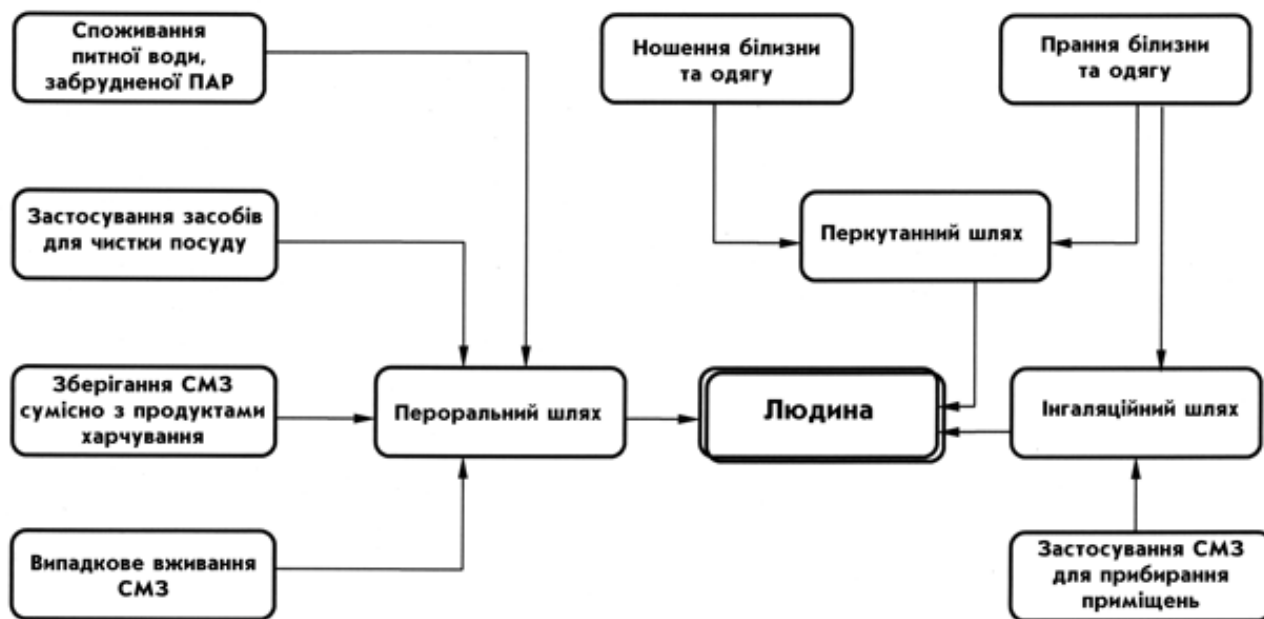 Споживання
питної води,
забрудненої ПАР
Ношення білизни
та одягу
Прання білизни
та одягу
Застосування засобів
для чистки посуду
Перкутанний шлях
Зберігання СМЗ
сумісно з продуктами
харчування
Пероральний шлях
Людина
Інгаляційний шлях
Випадкове вживання
СМЗ
Застосування СМЗ
для прибирання
приміщень